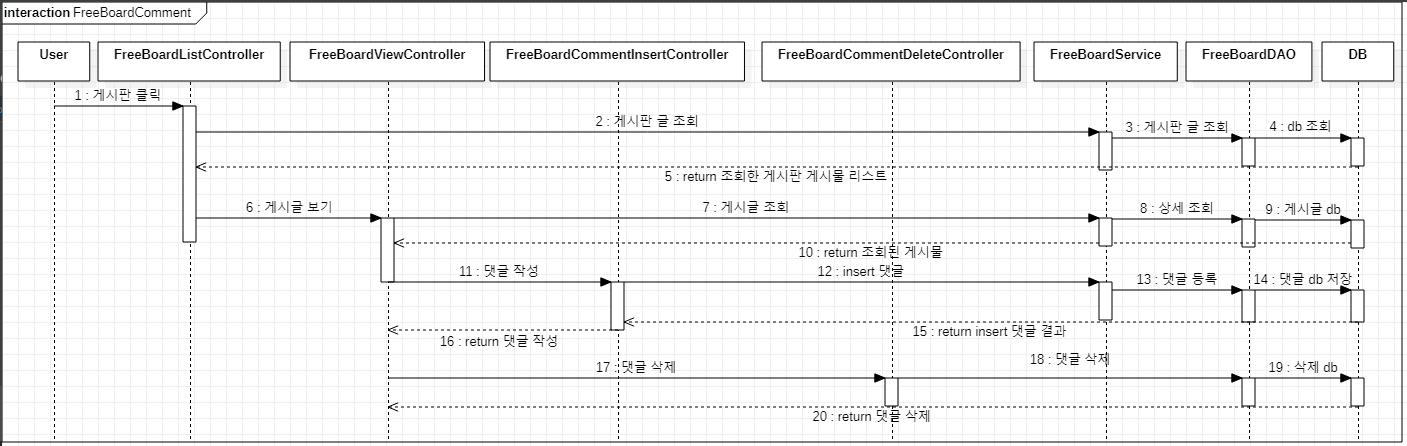 interaction FreeBoardComment
User
FreeBoardListController
FreeBoardViewController
FreeBoardCommentInsertController
FreeBoardCommentDeleteController
FreeBoardService
FreeBoardDAO
DB
1 : 게시판 클릭
2 : 게시판 글 조회
3 : 게시판 글 조회
4 : db 조회
5 : return 조회한 게시판 게시물 리스트
6 : 게시글 보기
7 : 게시글 조회
8 : 상세 조회
9 : 게시글 db
10 : return 조회된 게시물
11 : 댓글 작성
12 : insert 댓글
13 : 댓글 등록
14 : 댓글 db 저장
15 : return insert 댓글 결과
16 : return 댓글 작성
17 : 댓글 삭제
18 : 댓글 삭제
19 : 삭제 db
20 : return 댓글 삭제